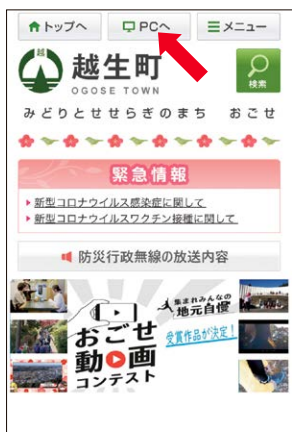 トップへ
PCへ
メニュー
越
越生町
OGOSE TOWN
検索
みどりとせせらぎのまち おごせ
緊急情報
新型コロナウイルス感染症に関して
新型コロナウイルスワクチン接種に関して
防災行政無線の放送内容
集まれみんなの
地元自慢
おごせ
動画
コンテスト
受賞作品が決定!